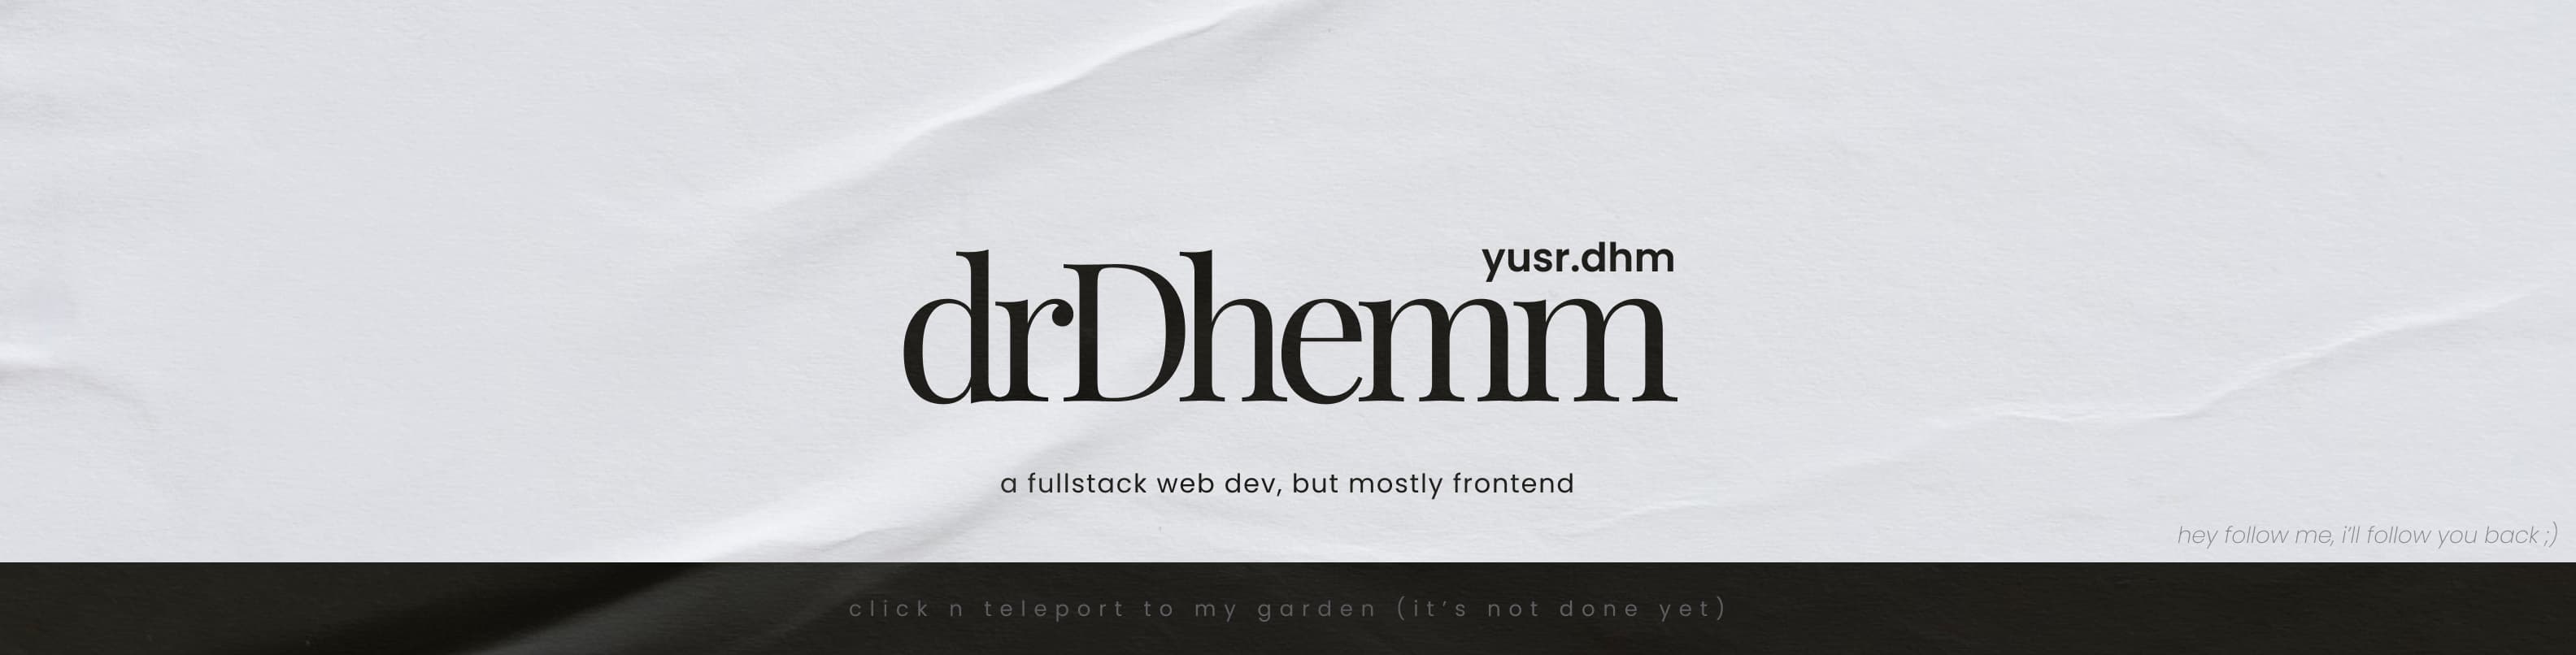 yusr.dhm
drDhemm
a fullstack web dev, but mostly frontend
hey follow me, i'll follow you back ;)
click n teleport to my garden (it's not done yet)